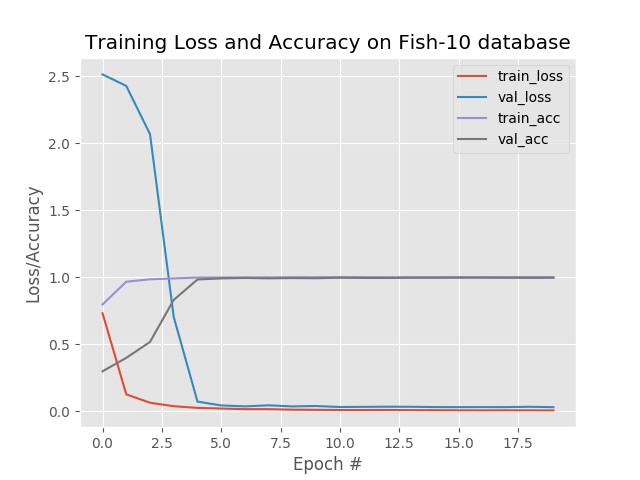 Training Loss and Accuracy on Fish-10 database
train_loss
val_loss
train_acc
val_acc
Loss/Accuracy
2.5
2.0
1.5
1.0
0.5
0.0
0.0
2.5
5.0
7.5
10.0
12.5
15.0
17.5
Epoch #